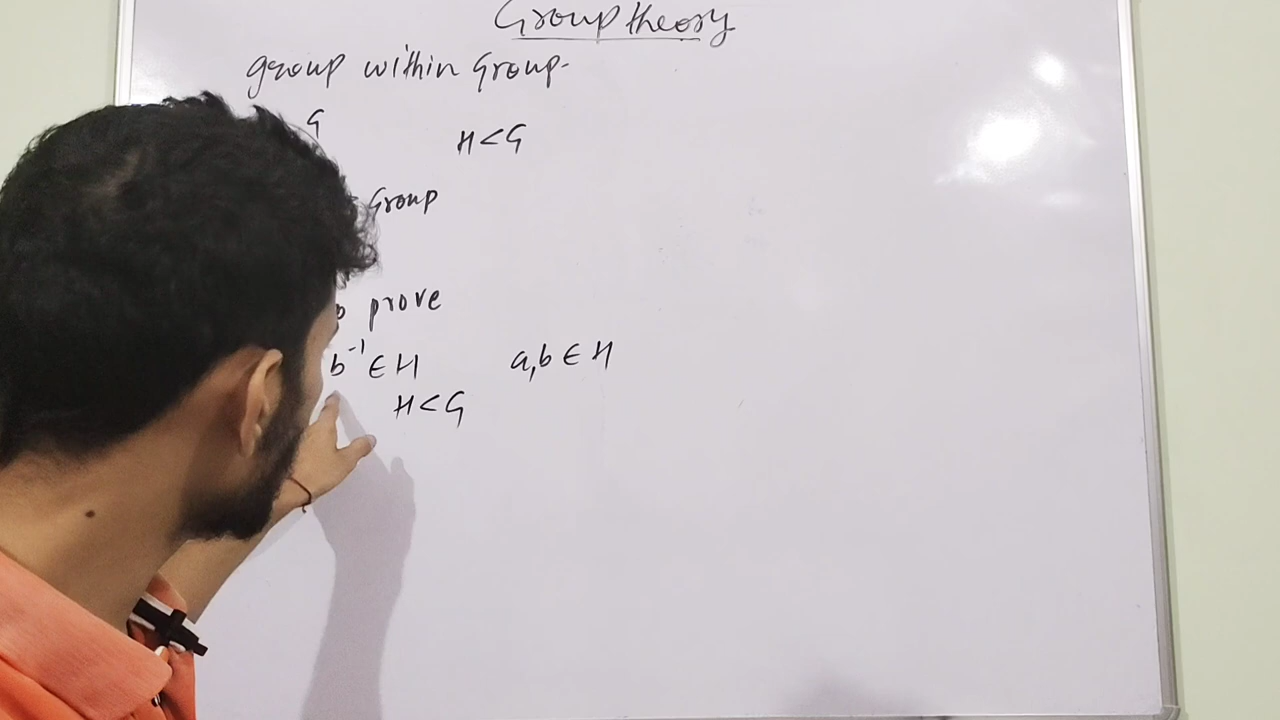 Group theory
group within Group.
G
H<G
Group
prove
b⁻¹ ∈ H a,b ∈ H
H<G